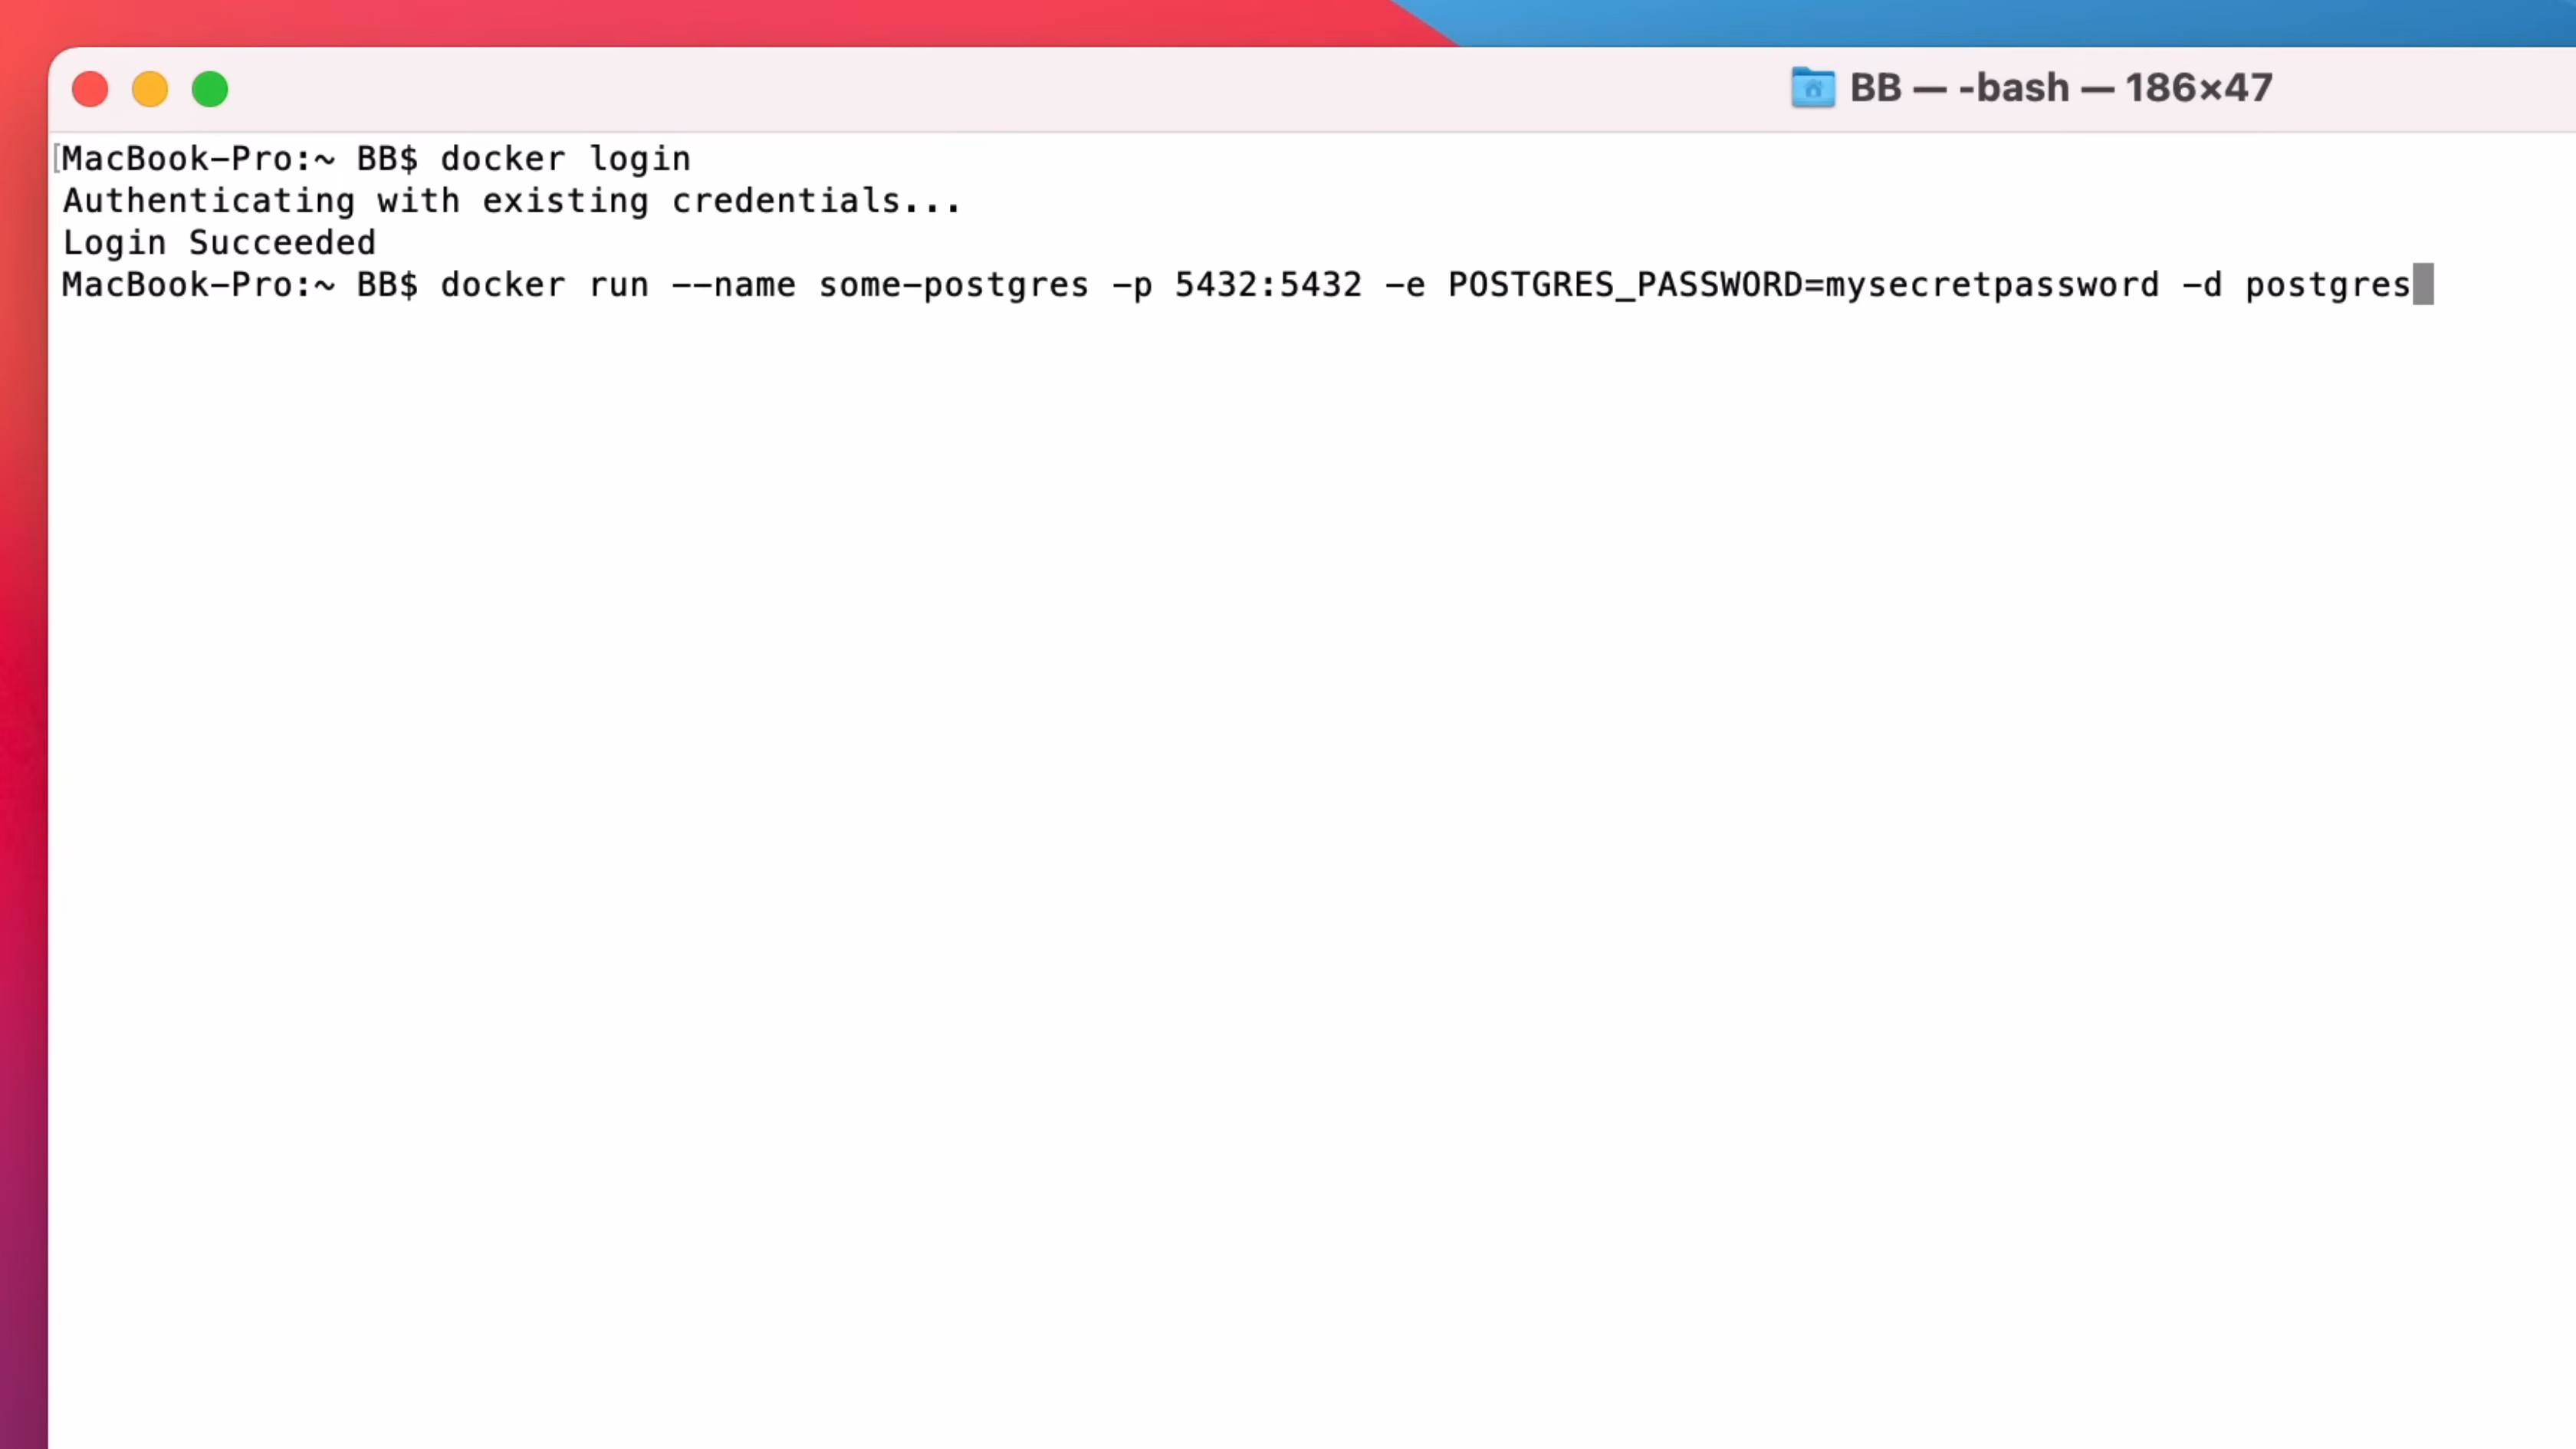 BB — -bash — 186×47
[MacBook-Pro:~ BB$ docker login
Authenticating with existing credentials...
Login Succeeded
MacBook-Pro:~ BB$ docker run --name some-postgres -p 5432:5432 -e POSTGRES_PASSWORD=mysecretpassword -d postgres